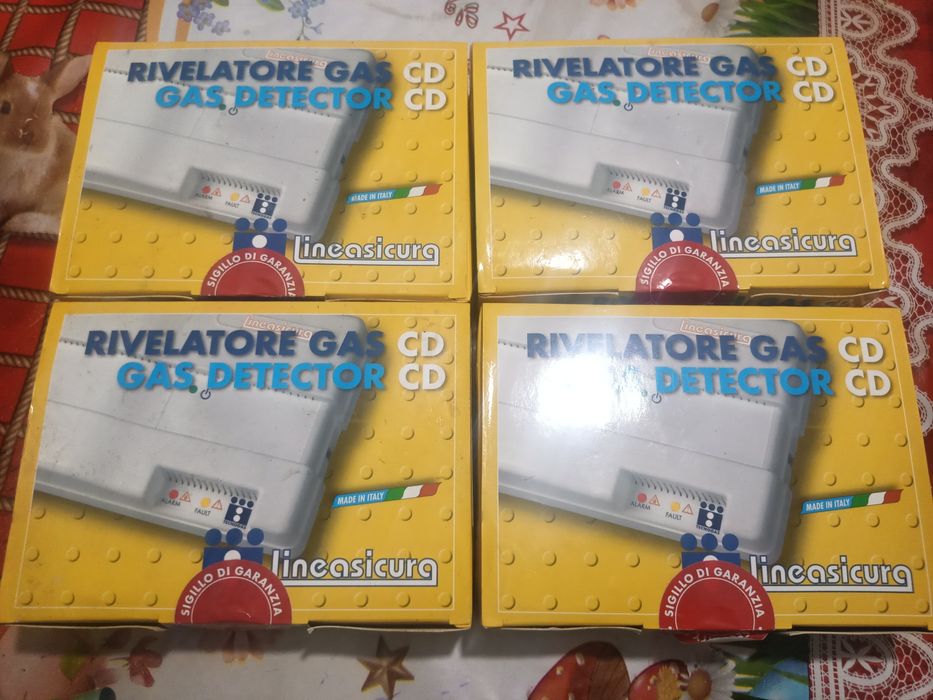 lineasicura
RIVELATORE GAS CD
GAS DETECTOR CD
ALARM
FAULT
TECNOGAS
MADE IN ITALY
lineasicura
SIGILLO DI GARANZIA
lineasicura
RIVELATORE GAS CD
GAS DETECTOR CD
ALARM
FAULT
MADE IN ITALY
lineasicura
SIGILLO DI GARANZIA
lineasicura
RIVELATORE GAS CD
GAS DETECTOR CD
ALARM
FAULT
MADE IN ITALY
lineasicura
SIGILLO DI GARANZIA
lineasicura
RIVELATORE GAS CD
DETECTOR CD
ALARM
FAULT
MADE IN ITALY
lineasicura
SIGILLO DI GARANZIA